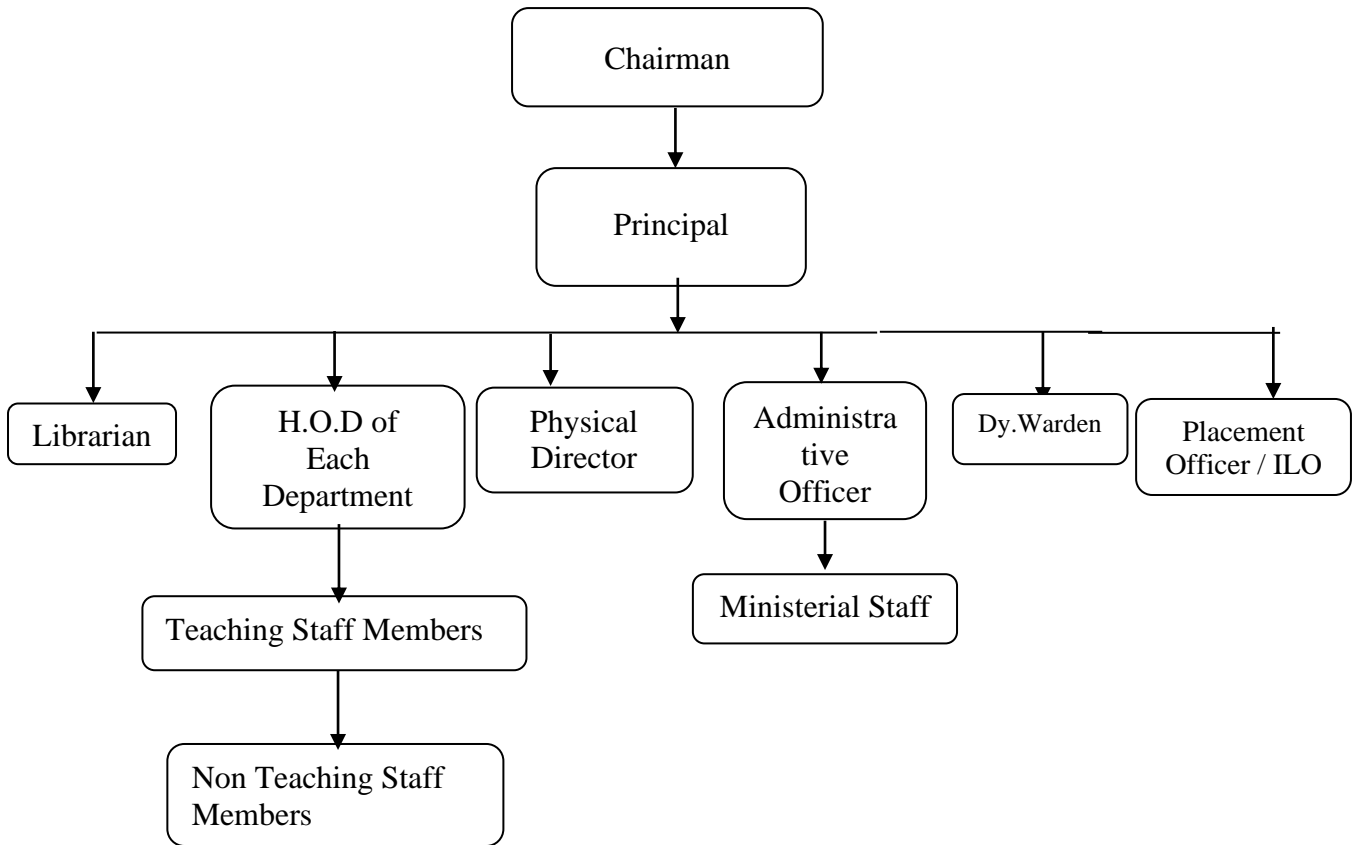 Chairman
Principal
Librarian
H.O.D of
Each
Department
Physical
Director
Administra
tive
Officer
Dy.Warden
Placement
Officer / ILO
Teaching Staff Members
Ministerial Staff
Non Teaching Staff
Members